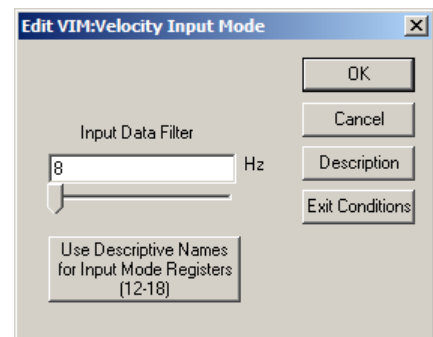 Edit VIM:Velocity Input Mode
OK
Cancel
Input Data Filter
8
Hz
Description
Exit Conditions
Use Descriptive Names
for Input Mode Registers
(12-18)